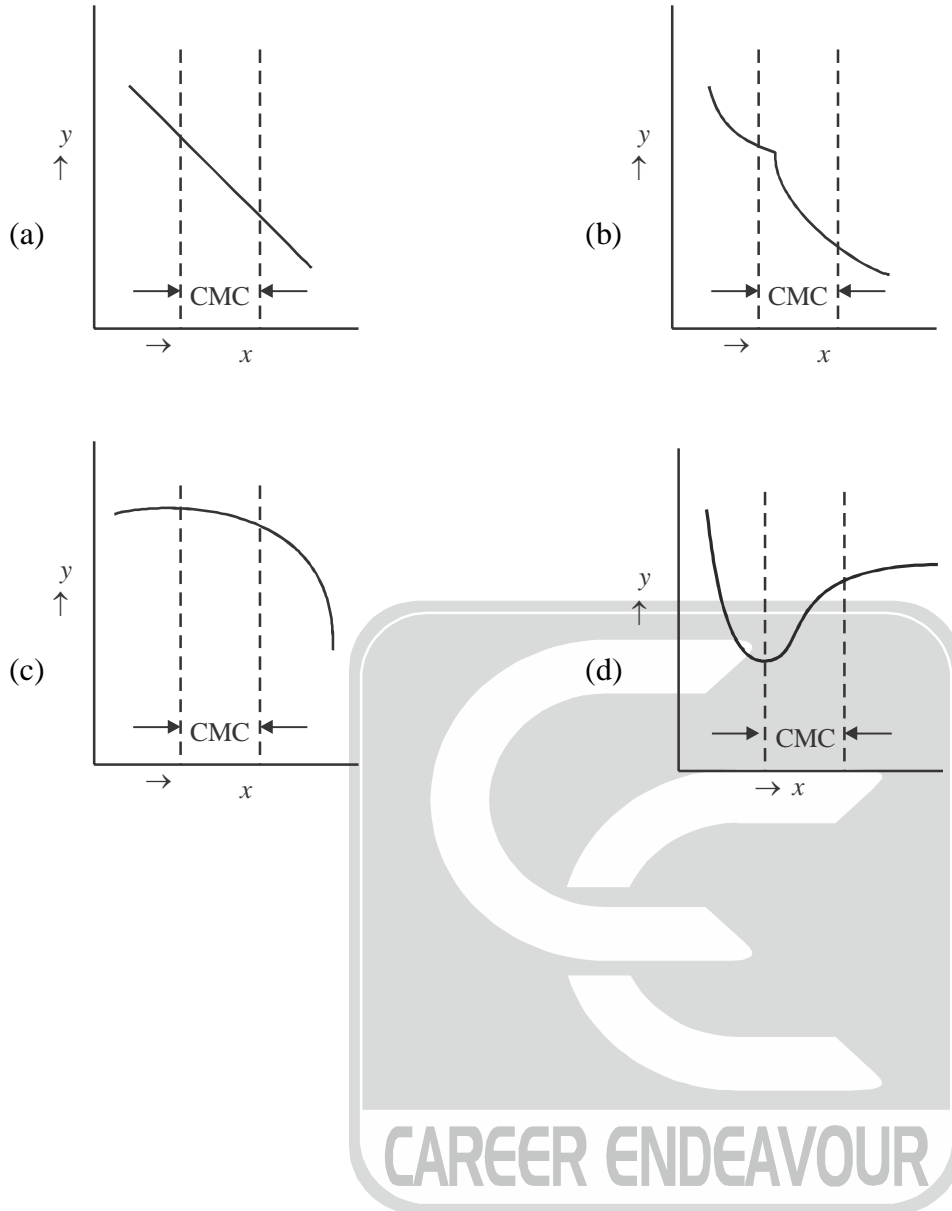 y
↑
(a)
→ CMC ←
→ x
y
↑
(b)
→ CMC ←
→ x
y
↑
(c)
→ CMC ←
→ x
y
↑
(d)
→ CMC ←
→ x
CAREER ENDEAVOUR